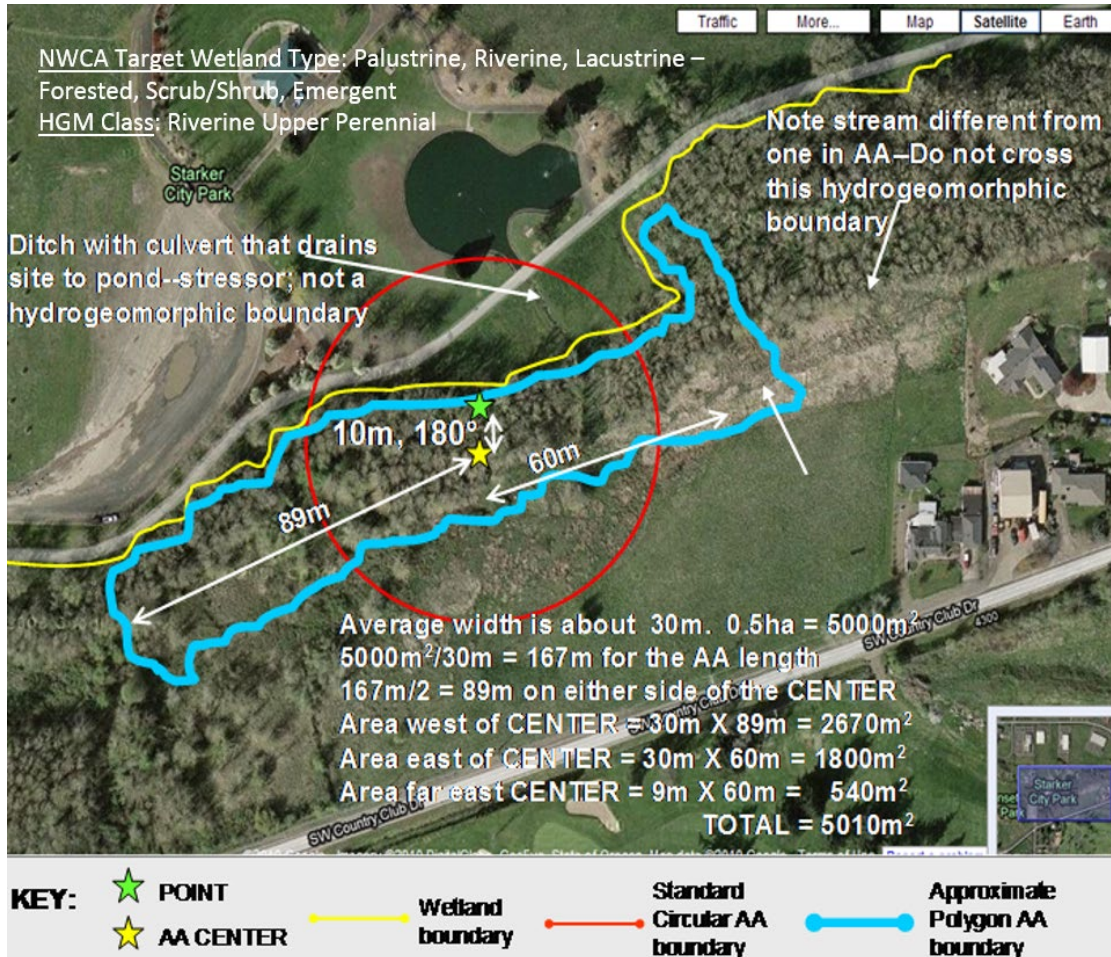 Traffic More... Map Satellite Earth
NWCA Target Wetland Type: Palustrine, Riverine, Lacustrine –
Forested, Scrub/Shrub, Emergent
HGM Class: Riverine Upper Perennial
Note stream different from
one in AA–Do not cross
this hydrogeomorhphic
boundary
Starker
City Park
Ditch with culvert that drains
site to pond--stressor; not a
hydrogeomorphic boundary
10m, 180°
60m
89m
SW Country Club Dr
4300
Average width is about 30m. 0.5ha = 5000m²
5000m²/30m = 167m for the AA length
167m/2 = 89m on either side of the CENTER
Area west of CENTER = 30m X 89m = 2670m²
Area east of CENTER = 30m X 60m = 1800m²
Area far east CENTER = 9m X 60m = 540m²
TOTAL = 5010m²
SW Country Club Dr
Starker
City Park
Park
KEY:
POINT
AA CENTER
Wetland
boundary
Standard
Circular AA
boundary
Approximate
Polygon AA
boundary